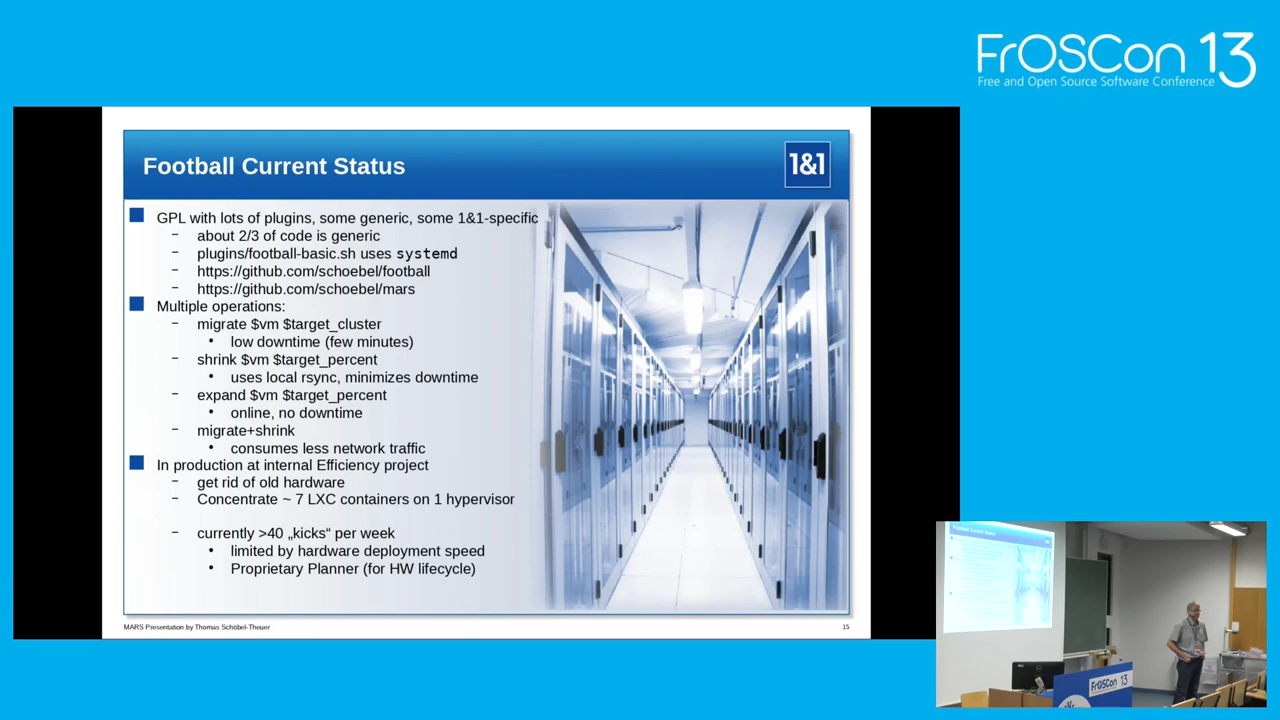 FrOSCon 13
Free and Open Source Software Conference
Football Current Status
1&1
GPL with lots of plugins, some generic, some 1&1-specific
– about 2/3 of code is generic
– plugins/football-basic.sh uses systemd
– https://github.com/schoebel/football
– https://github.com/schoebel/mars
Multiple operations:
– migrate $vm $target_cluster
• low downtime (few minutes)
– shrink $vm $target_percent
• uses local rsync, minimizes downtime
– expand $vm $target_percent
• online, no downtime
– migrate+shrink
• consumes less network traffic
In production at internal Efficiency project
– get rid of old hardware
– Concentrate ~ 7 LXC containers on 1 hypervisor
– currently >40 „kicks“ per week
• limited by hardware deployment speed
• Proprietary Planner (for HW lifecycle)
MARS Presentation by Thomas Schöbel-Theuer
15
Football Current Status
FrOSCon 13